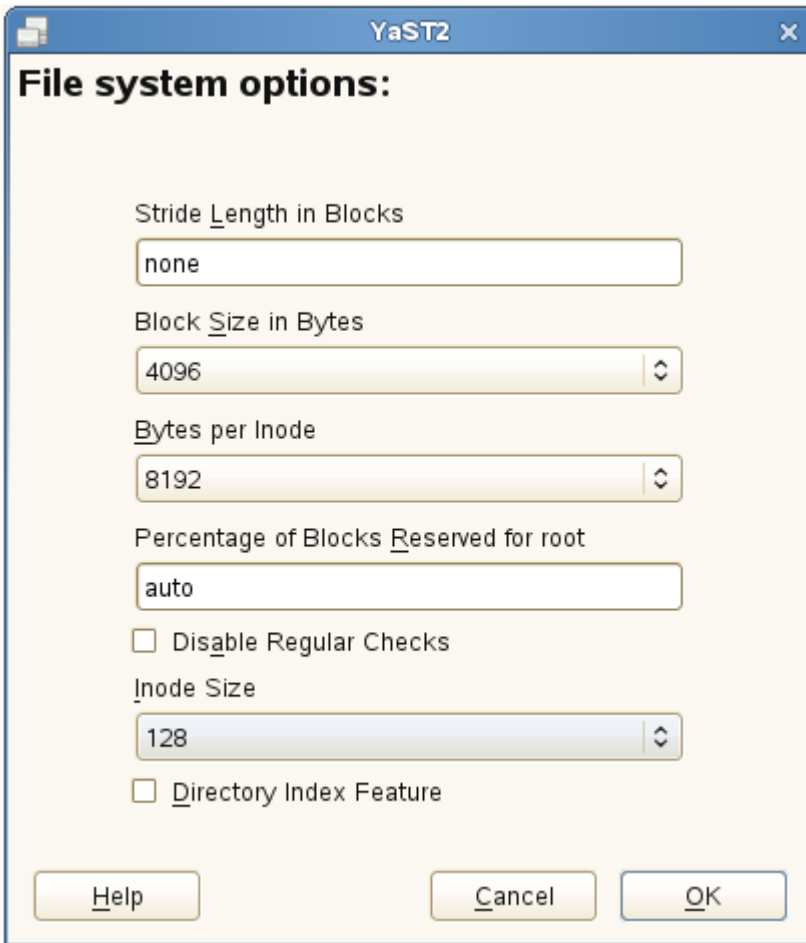 YaST2
File system options:
Stride Length in Blocks
none
Block Size in Bytes
4096
Bytes per Inode
8192
Percentage of Blocks Reserved for root
auto
Disable Regular Checks
Inode Size
128
Directory Index Feature
Help Cancel OK